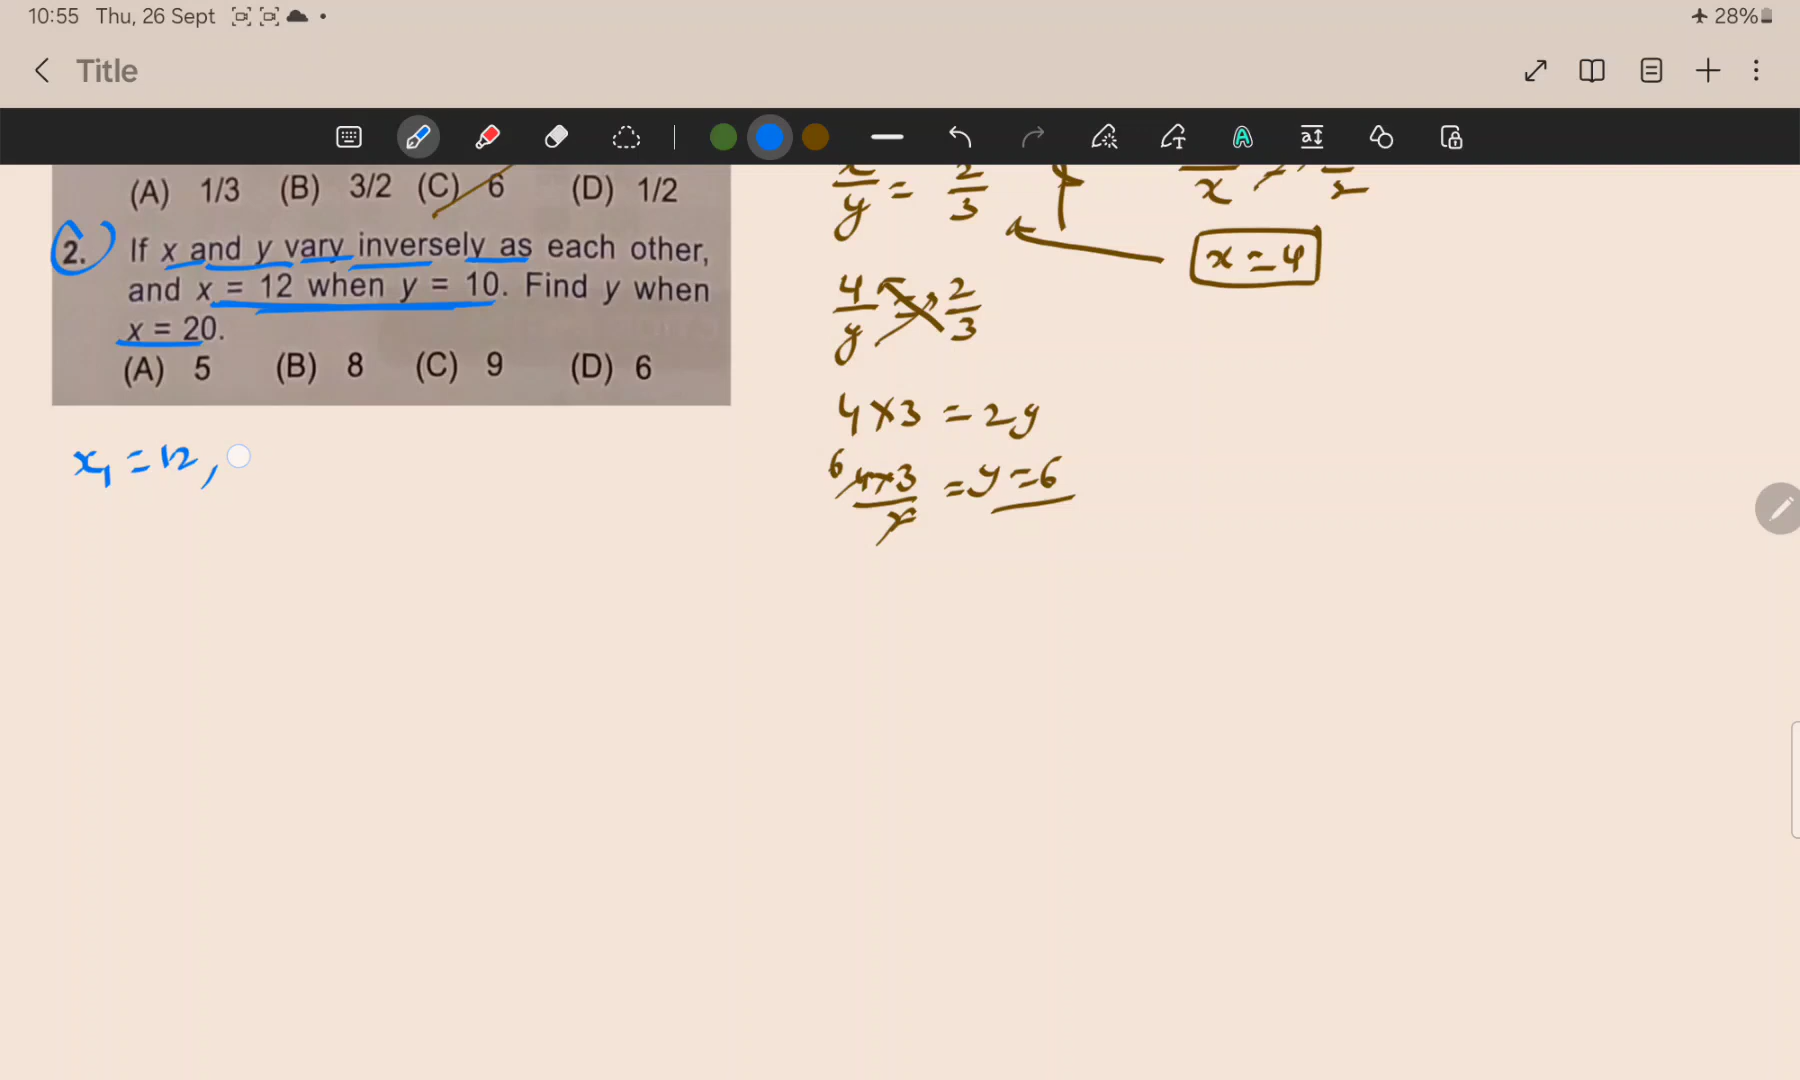 10:55 Thu, 26 Sept
28%
Title
(A) 1/3 (B) 3/2 (C) 6 (D) 1/2
2. If x and y vary inversely as each other,
and x = 12 when y = 10. Find y when
x = 20.
(A) 5 (B) 8 (C) 9 (D) 6
x₁ = 12,
x/y = 2/3
x = 4
4/y = 2/3
4 × 3 = 2y
6 4×3/2 = y = 6